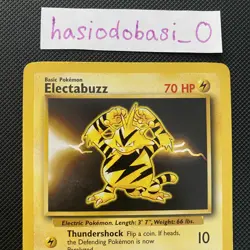 hasiodobasi_0
Basic Pokémon
Electabuzz 70 HP
Electric Pokémon. Length: 3' 7", Weight: 66 lbs.
Thundershock Flip a coin. If heads,
the Defending Pokémon is now
10